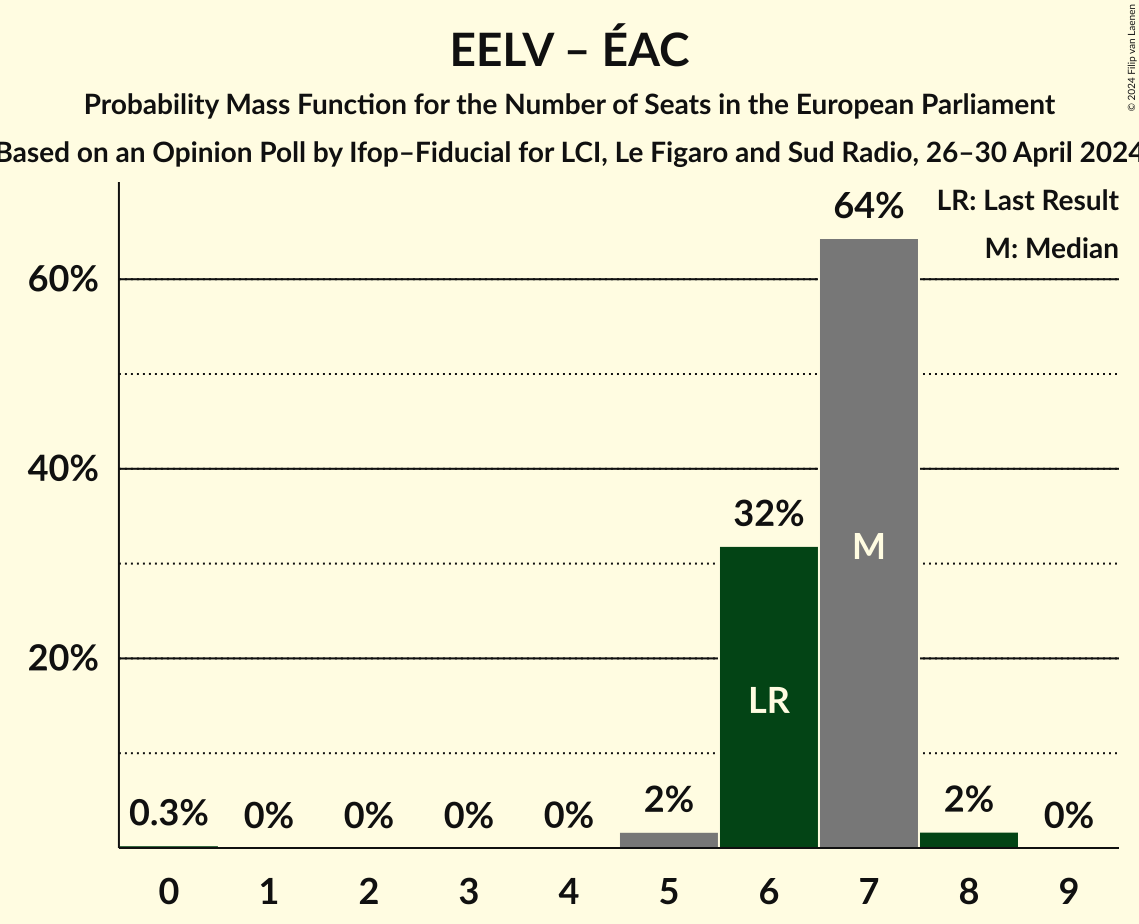 EELV – ÉAC
Probability Mass Function for the Number of Seats in the European Parliament
Based on an Opinion Poll by Ifop–Fiducial for LCI, Le Figaro and Sud Radio, 26–30 April 2024
© 2024 Filip van Laenen
LR: Last Result
M: Median
60%
40%
20%
0.3%
0%
0%
0%
0%
2%
32%
64%
2%
0%
LR
M
0 1 2 3 4 5 6 7 8 9